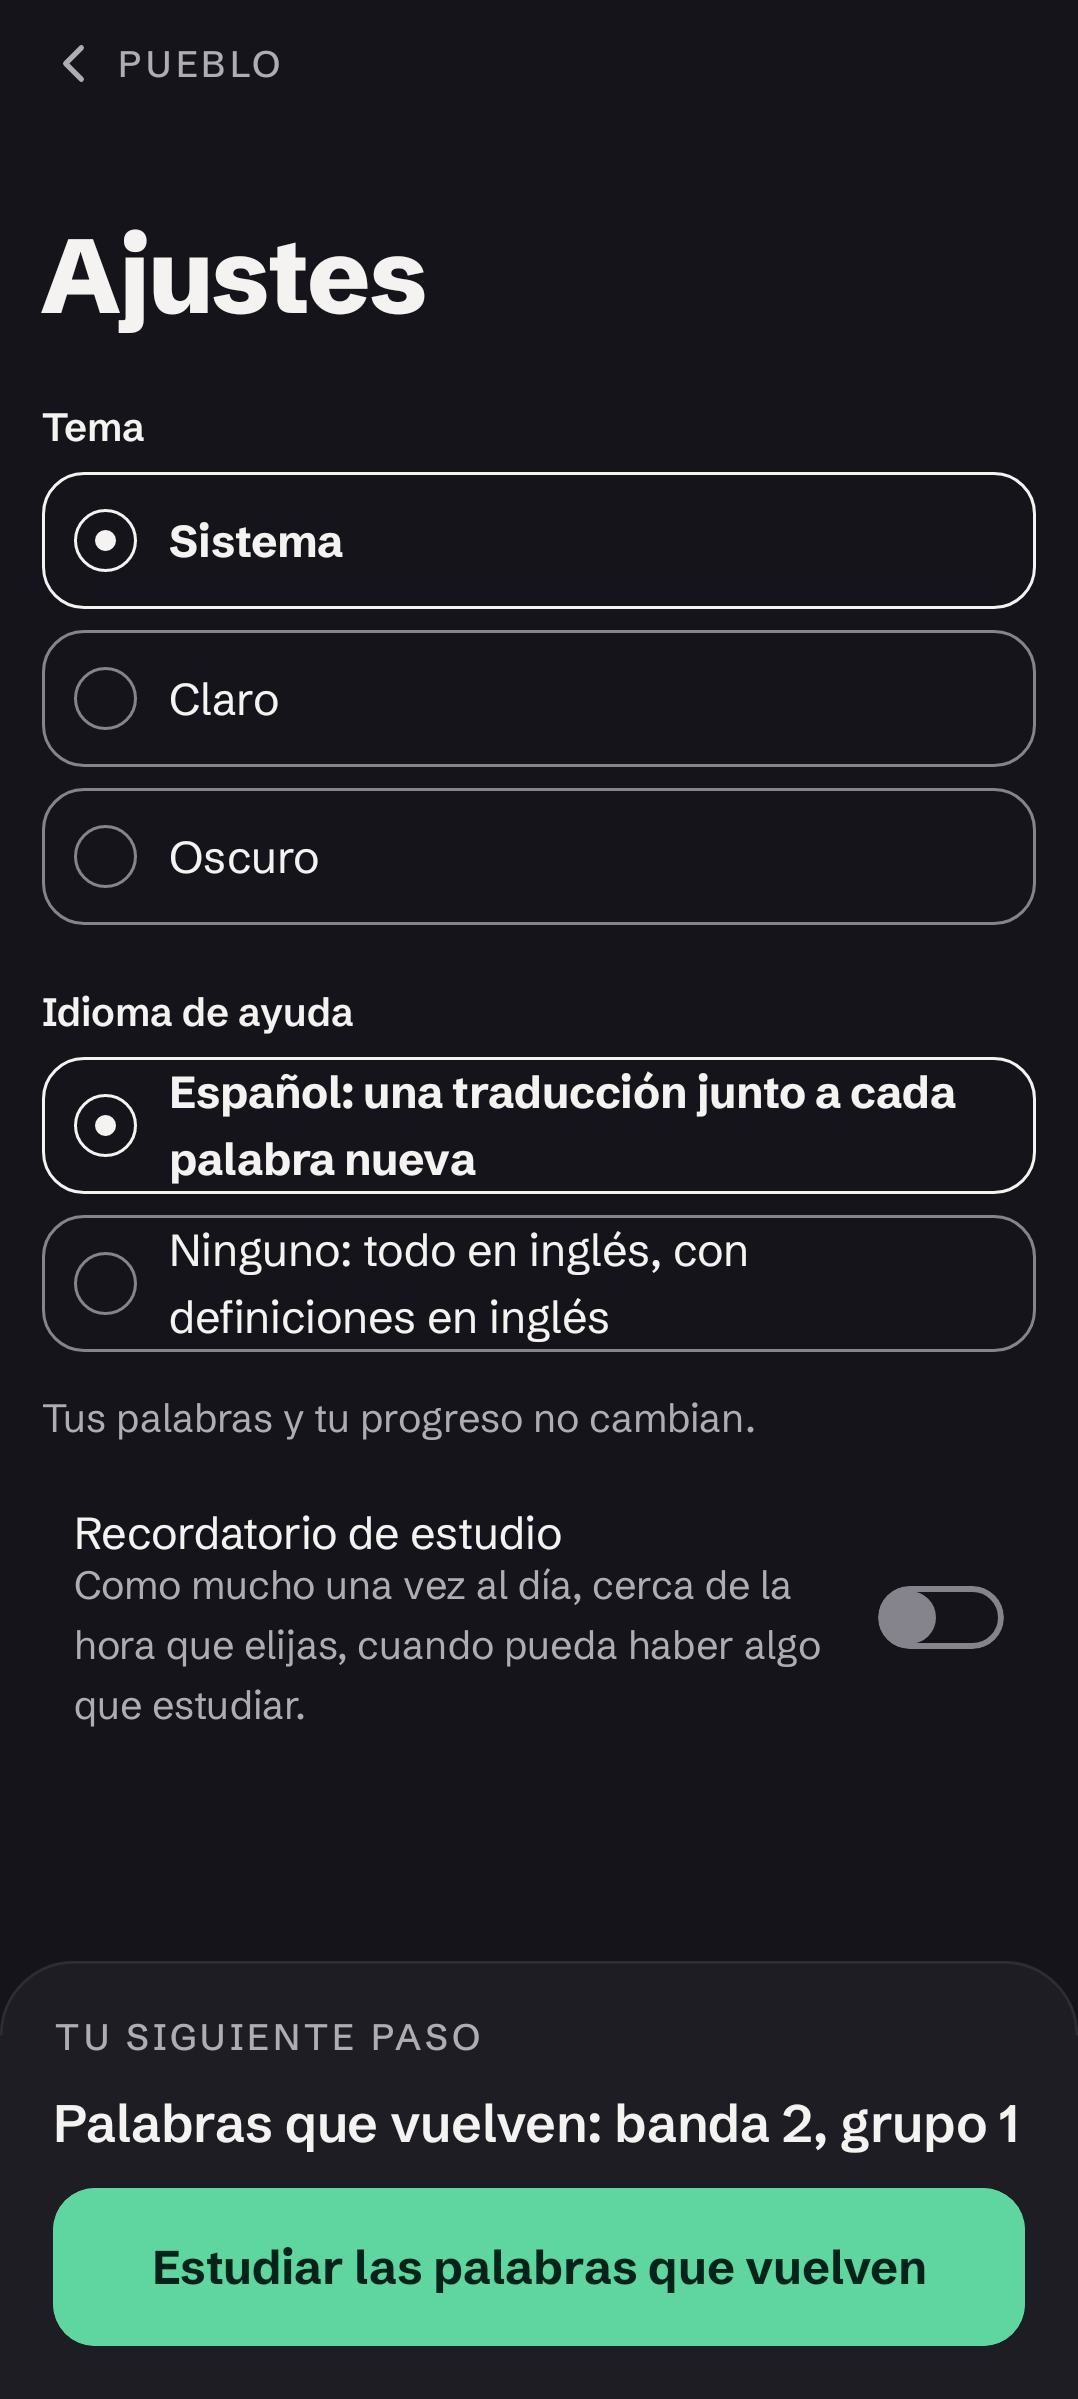 PUEBLO
Ajustes
Tema
Sistema
Claro
Oscuro
Idioma de ayuda
Español: una traducción junto a cada
palabra nueva
Ninguno: todo en inglés, con
definiciones en inglés
Tus palabras y tu progreso no cambian.
Recordatorio de estudio
Como mucho una vez al día, cerca de la
hora que elijas, cuando pueda haber algo
que estudiar.
TU SIGUIENTE PASO
Palabras que vuelven: banda 2, grupo 1
Estudiar las palabras que vuelven